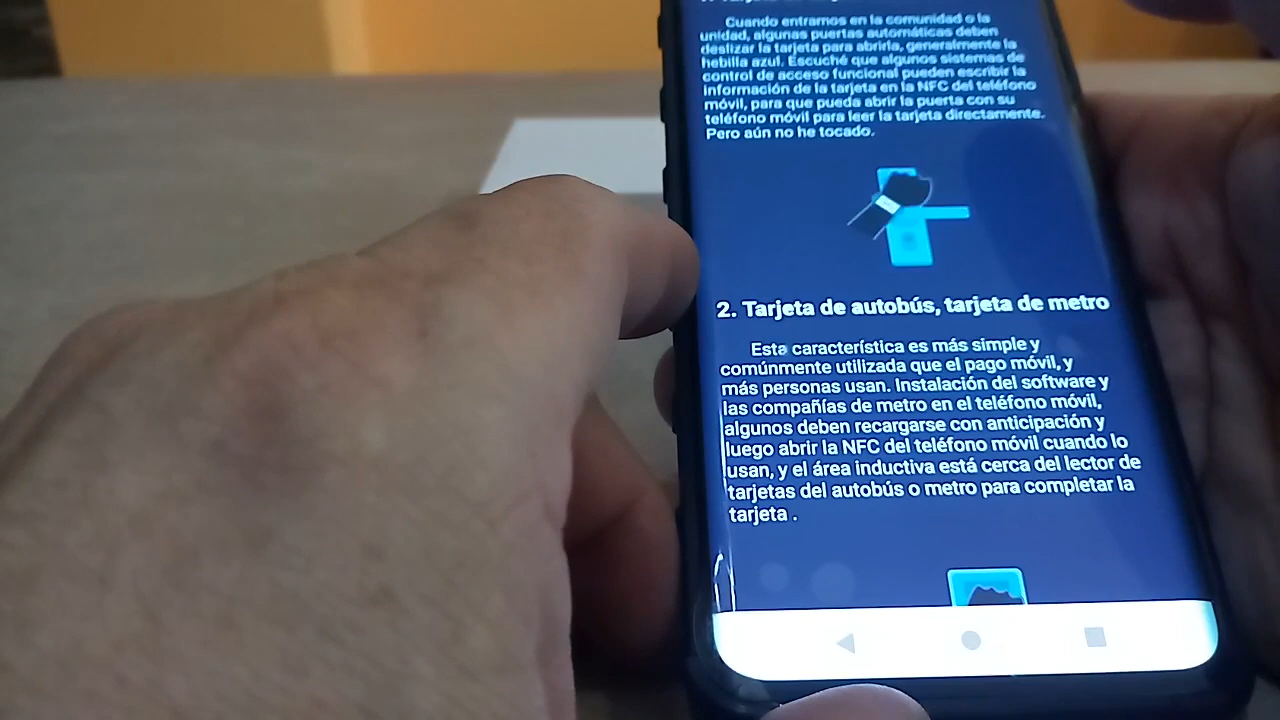 Cuando entramos en la comunidad o la
unidad, algunas puertas automáticas deben
deslizar la tarjeta para abrirla, generalmente la
hebilla azul. Escuché que algunos sistemas de
control de acceso funcional pueden escribir la
información de la tarjeta en la NFC del teléfono
móvil, para que pueda abrir la puerta con su
teléfono móvil para leer la tarjeta directamente.
Pero aún no he tocado.
2. Tarjeta de autobús, tarjeta de metro
Esta característica es más simple y
comúnmente utilizada que el pago móvil, y
más personas usan. Instalación del software y
las compañías de metro en el teléfono móvil,
algunos deben recargarse con anticipación y
luego abrir la NFC del teléfono móvil cuando lo
usan, y el área inductiva está cerca del lector de
tarjetas del autobús o metro para completar la
tarjeta .